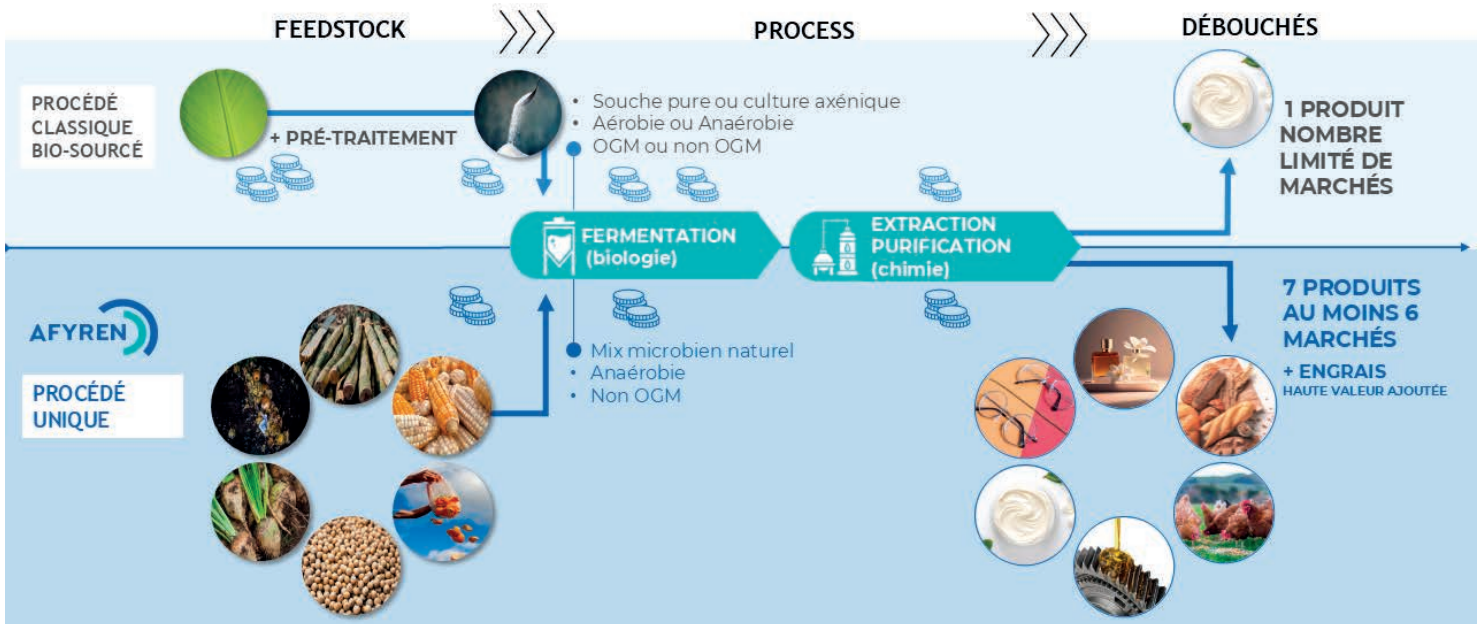 FEEDSTOCK
PROCESS
DÉBOUCHÉS
PROCÉDÉ
CLASSIQUE
BIO-SOURCÉ
+ PRÉ-TRAITEMENT
• Souche pure ou culture axénique
• Aérobie ou Anaérobie
• OGM ou non OGM
1 PRODUIT
NOMBRE
LIMITÉ DE
MARCHÉS
FERMENTATION
(biologie)
EXTRACTION
PURIFICATION
(chimie)
AFYREN
PROCÉDÉ
UNIQUE
• Mix microbien naturel
• Anaérobie
• Non OGM
7 PRODUITS
AU MOINS 6
MARCHÉS
+ ENGRAIS
HAUTE VALEUR AJOUTÉE